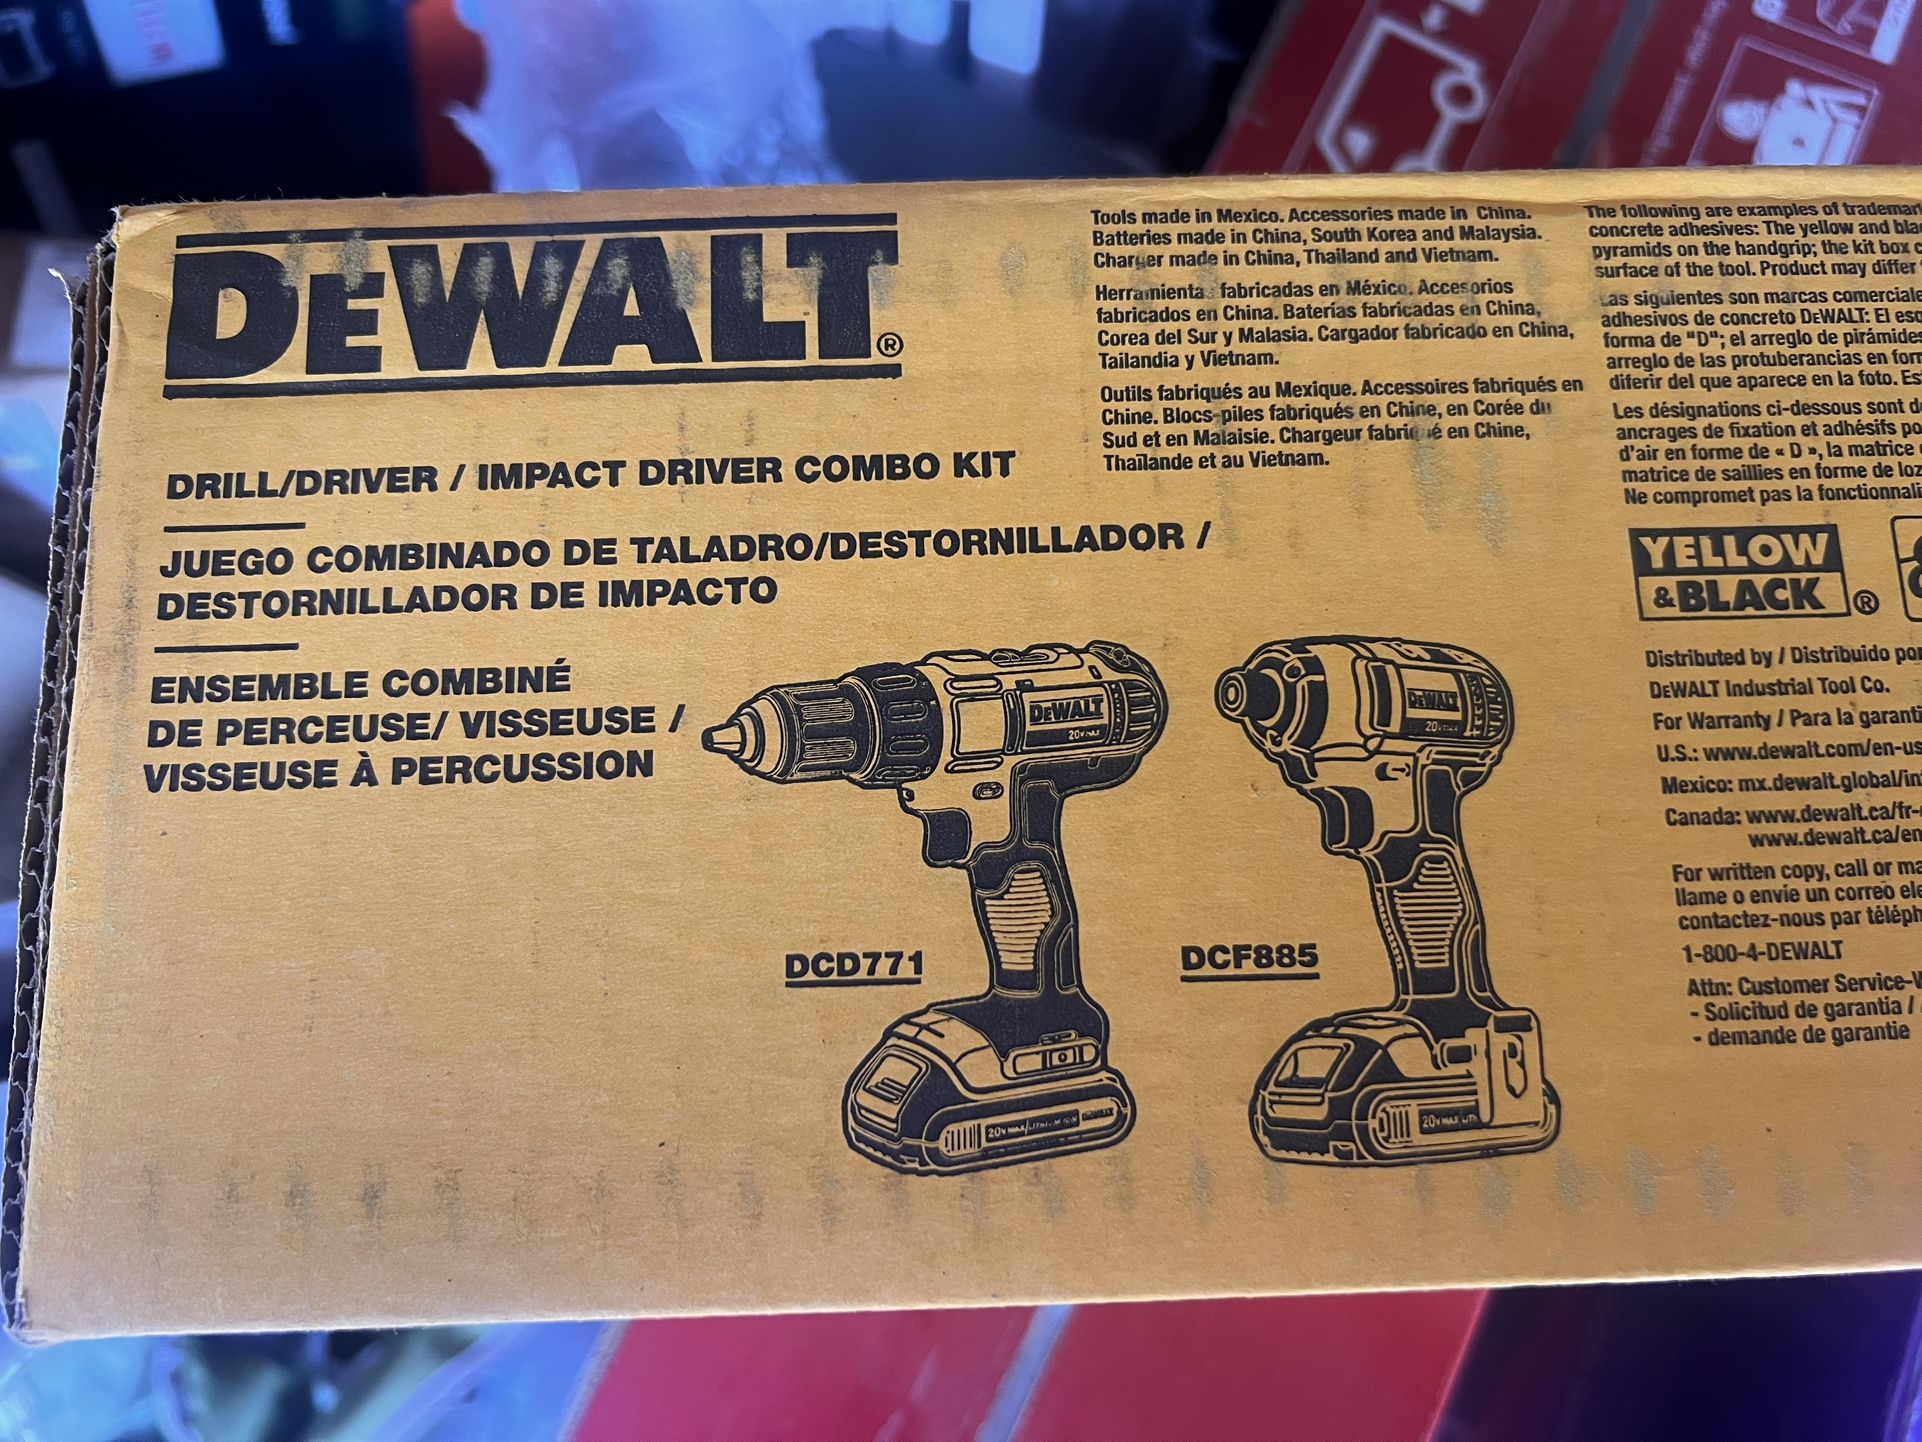 DEWALT®
DRILL/DRIVER / IMPACT DRIVER COMBO KIT
JUEGO COMBINADO DE TALADRO/DESTORNILLADOR /
DESTORNILLADOR DE IMPACTO
ENSEMBLE COMBINÉ
DE PERCEUSE/ VISSEUSE /
VISSEUSE À PERCUSSION
DEWALT
20V MAX
DEWALT
20V MAX
DCD771
DCF885
20V MAX/LITHIUM ION DEWALT
20V MAX
Tools made in Mexico. Accessories made in China.
Batteries made in China, South Korea and Malaysia.
Charger made in China, Thailand and Vietnam.
Herramientas fabricadas en México. Accesorios
fabricados en China. Baterías fabricadas en China,
Corea del Sur y Malasia. Cargador fabricado en China,
Tailandia y Vietnam.
Outils fabriqués au Mexique. Accessoires fabriqués en
Chine. Blocs-piles fabriqués en Chine, en Corée du
Sud et en Malaisie. Chargeur fabriqué en Chine,
Thaïlande et au Vietnam.
The following are examples of
concrete adhesives: The yellow and
pyramids on the handgrip; the kit box
surface of the tool. Product may differ
Las siguientes son marcas
adhesivos de concreto DEWALT: El
forma de "D"; el arreglo de
arreglo de las protuberancias en
diferir del que aparece en la foto.
Les désignations ci-dessous sont
ancrages de fixation et adhésifs
d'air en forme de « D », la matrice
matrice de saillies en forme de
Ne compromet pas la
YELLOW
&BLACK®
Distributed by / Distribuido por
DEWALT Industrial Tool Co.
For Warranty / Para la
U.S.: www.dewalt.com/en-us
Mexico: mx.dewalt.global/
Canada: www.dewalt.ca/fr-
www.dewalt.ca/en
For written copy, call or
llame o envíe un correo
contactez-nous par
1-800-4-DEWALT
Attn: Customer Service-
- Solicitud de garantia /
- demande de garantie